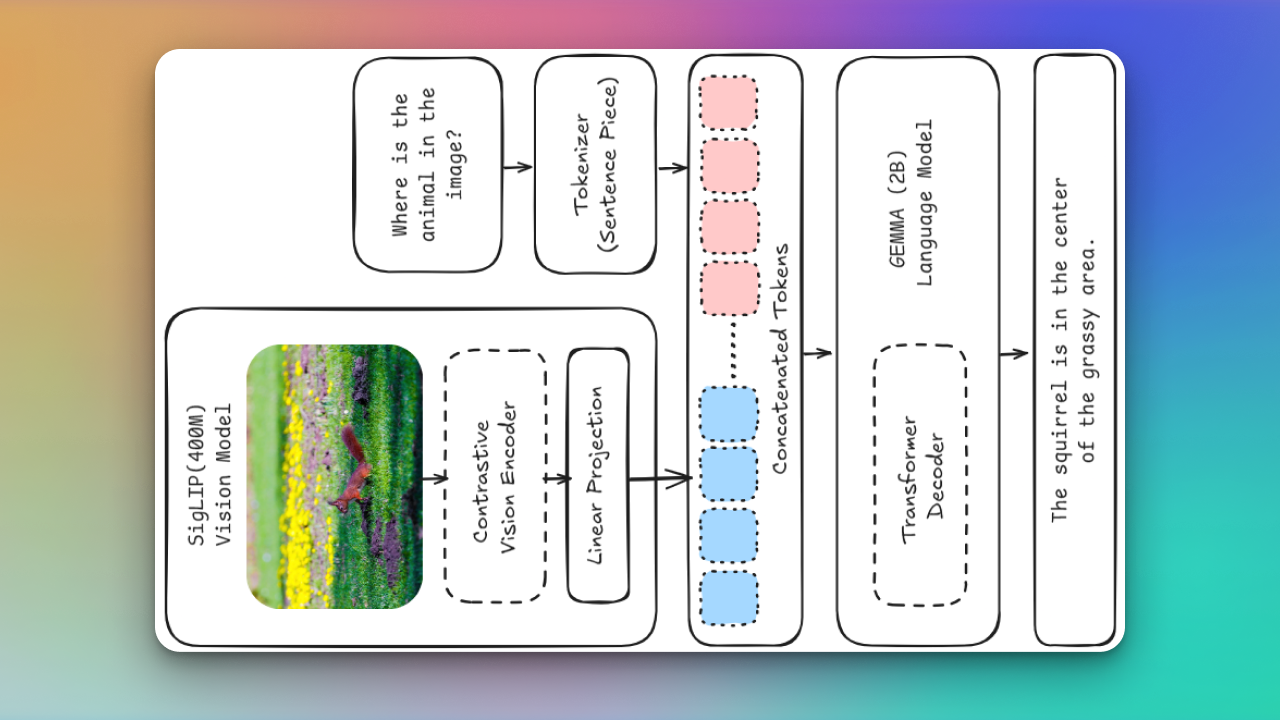 SigLIP(400M)
Vision Model
Contrastive
Vision Encoder
Linear Projection
Where is the
animal in the
image?
Tokenizer
(Sentence Piece)
Concatenated Tokens
GEMMA (2B)
Language Model
Transformer
Decoder
The squirrel is in the center
of the grassy area.